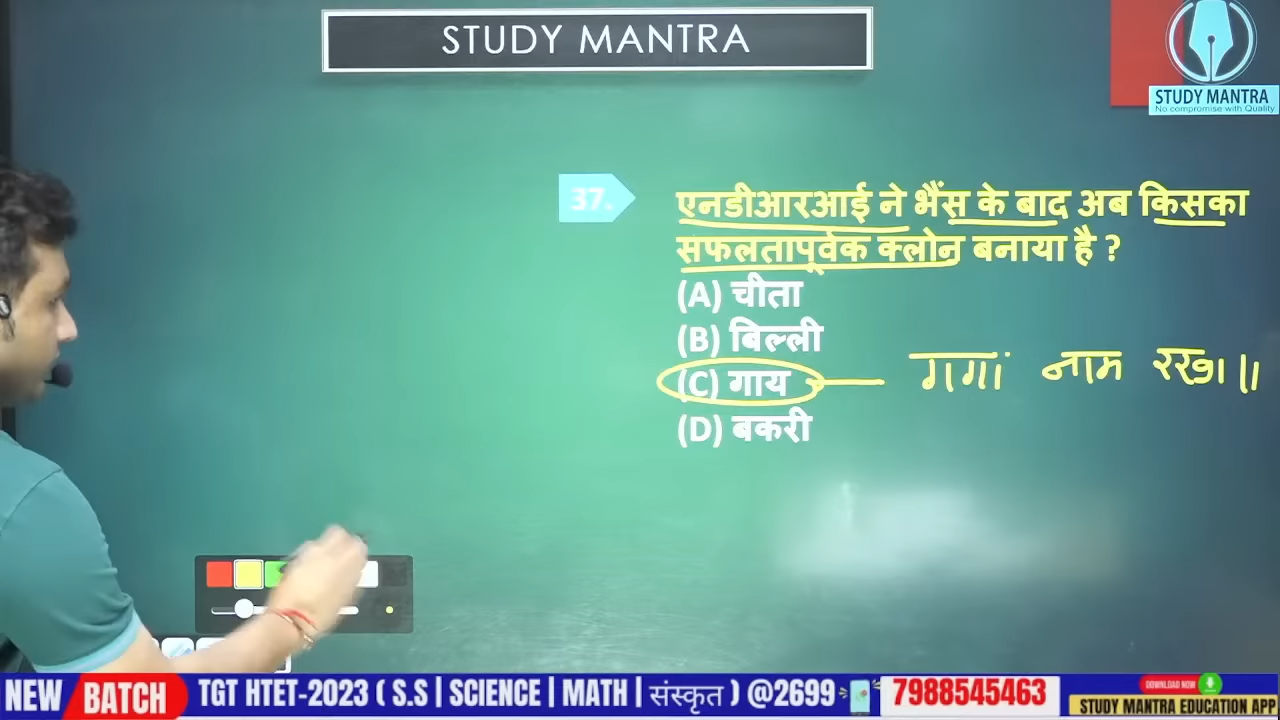 STUDY MANTRA
STUDY MANTRA
No compromise with Quality
37. एनडीआरआई ने भैंस के बाद अब किसका
सफलतापूर्वक क्लोन बनाया है ?
(A) चीता
(B) बिल्ली
(C) गाय — गंगा नाम रखा ॥
(D) बकरी
NEW BATCH TGT HTET-2023 ( S.S | SCIENCE | MATH | संस्कृत ) @2699 7988545463
DOWNLOAD NOW
STUDY MANTRA EDUCATION APP